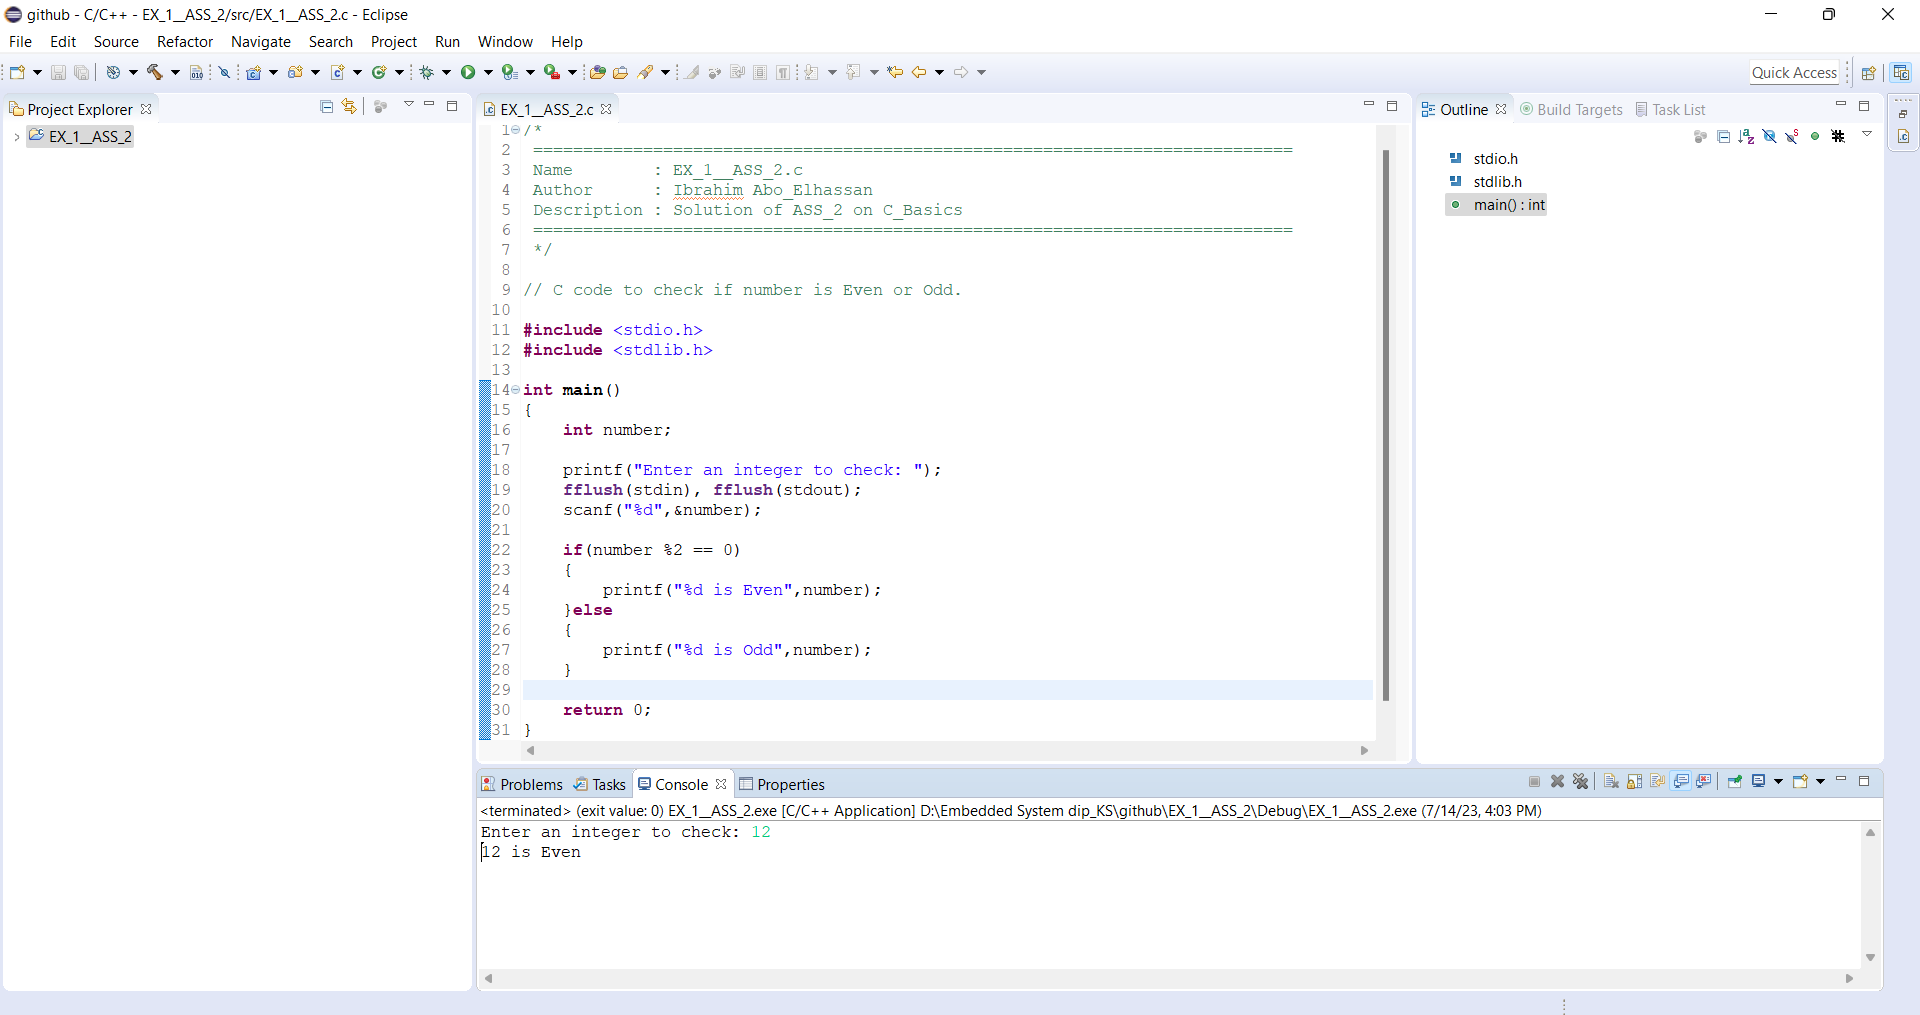 github - C/C++ - EX_1__ASS_2/src/EX_1__ASS_2.c - Eclipse
File Edit Source Refactor Navigate Search Project Run Window Help
Quick Access
Project Explorer
EX_1__ASS_2
EX_1__ASS_2.c
1 /*
2 ============================================================================
3 Name        : EX_1__ASS_2.c
4 Author      : Ibrahim Abo_Elhassan
5 Description : Solution of ASS_2 on C_Basics
6 ============================================================================
7 */
8
9 // C code to check if number is Even or Odd.
10
11 #include <stdio.h>
12 #include <stdlib.h>
13
14 int main()
15 {
16     int number;
17
18     printf("Enter an integer to check: ");
19     fflush(stdin), fflush(stdout);
20     scanf("%d",&number);
21
22     if(number %2 == 0)
23     {
24         printf("%d is Even",number);
25     }else
26     {
27         printf("%d is Odd",number);
28     }
29
30     return 0;
31 }
Outline Build Targets Task List
stdio.h
stdlib.h
main() : int
Problems Tasks Console Properties
<terminated> (exit value: 0) EX_1__ASS_2.exe [C/C++ Application] D:\Embedded System dip_KS\github\EX_1__ASS_2\Debug\EX_1__ASS_2.exe (7/14/23, 4:03 PM)
Enter an integer to check: 12
12 is Even